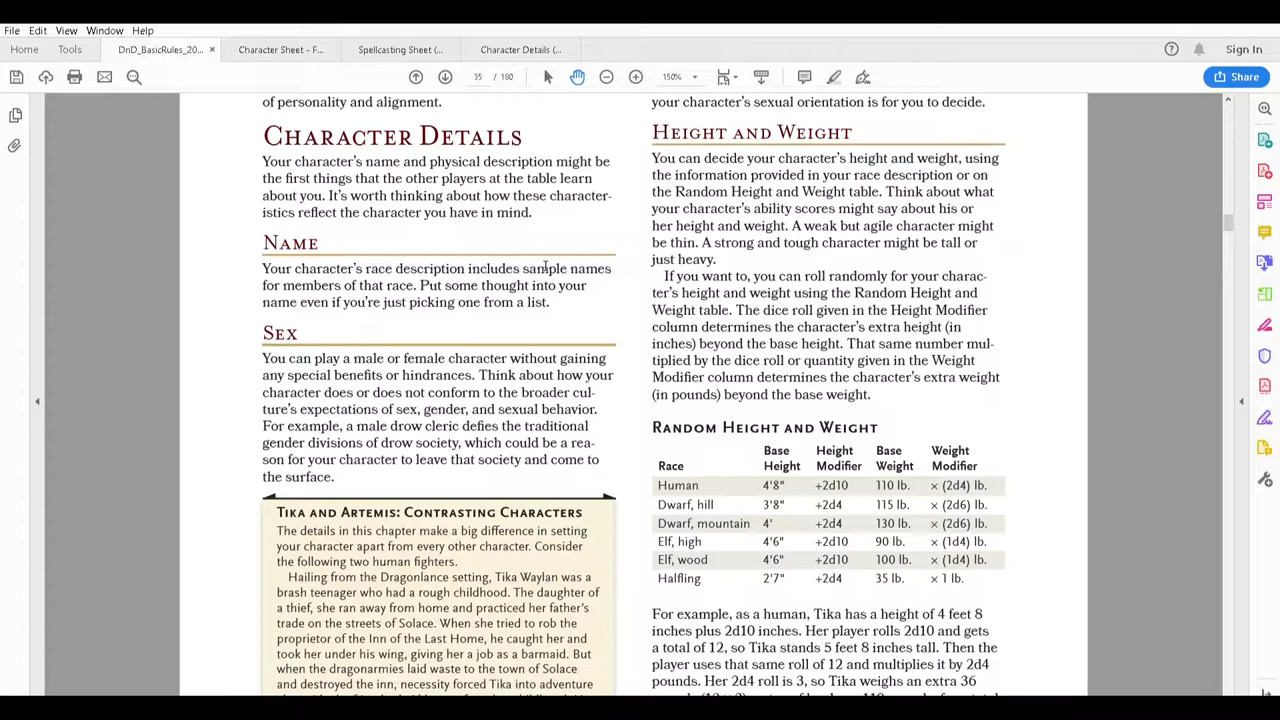 File Edit View Window Help
Home Tools DnD_BasicRules_20... × Character Sheet - F... Spellcasting Sheet (... Character Details (... Sign In
35 / 180 150% Share
of personality and alignment.
CHARACTER DETAILS
Your character's name and physical description might be
the first things that the other players at the table learn
about you. It's worth thinking about how these character-
istics reflect the character you have in mind.
NAME
Your character's race description includes sample names
for members of that race. Put some thought into your
name even if you're just picking one from a list.
SEX
You can play a male or female character without gaining
any special benefits or hindrances. Think about how your
character does or does not conform to the broader cul-
ture's expectations of sex, gender, and sexual behavior.
For example, a male drow cleric defies the traditional
gender divisions of drow society, which could be a rea-
son for your character to leave that society and come to
the surface.
TIKA AND ARTEMIS: CONTRASTING CHARACTERS
The details in this chapter make a big difference in setting
your character apart from every other character. Consider
the following two human fighters.
Hailing from the Dragonlance setting, Tika Waylan was a
brash teenager who had a rough childhood. The daughter of
a thief, she ran away from home and practiced her father's
trade on the streets of Solace. When she tried to rob the
proprietor of the Inn of the Last Home, he caught her and
took her under his wing, giving her a job as a barmaid. But
when the dragonarmies laid waste to the town of Solace
and destroyed the inn, necessity forced Tika into adventure
your character's sexual orientation is for you to decide.
HEIGHT AND WEIGHT
You can decide your character's height and weight, using
the information provided in your race description or on
the Random Height and Weight table. Think about what
your character's ability scores might say about his or
her height and weight. A weak but agile character might
be thin. A strong and tough character might be tall or
just heavy.
If you want to, you can roll randomly for your charac-
ter's height and weight using the Random Height and
Weight table. The dice roll given in the Height Modifier
column determines the character's extra height (in
inches) beyond the base height. That same number mul-
tiplied by the dice roll or quantity given in the Weight
Modifier column determines the character's extra weight
(in pounds) beyond the base weight.
RANDOM HEIGHT AND WEIGHT
Base Height Base Weight
Race Height Modifier Weight Modifier
Human 4'8" +2d10 110 lb. × (2d4) lb.
Dwarf, hill 3'8" +2d4 115 lb. × (2d6) lb.
Dwarf, mountain 4' +2d4 130 lb. × (2d6) lb.
Elf, high 4'6" +2d10 90 lb. × (1d4) lb.
Elf, wood 4'6" +2d10 100 lb. × (1d4) lb.
Halfling 2'7" +2d4 35 lb. × 1 lb.
For example, as a human, Tika has a height of 4 feet 8
inches plus 2d10 inches. Her player rolls 2d10 and gets
a total of 12, so Tika stands 5 feet 8 inches tall. Then the
player uses that same roll of 12 and multiplies it by 2d4
pounds. Her 2d4 roll is 3, so Tika weighs an extra 36